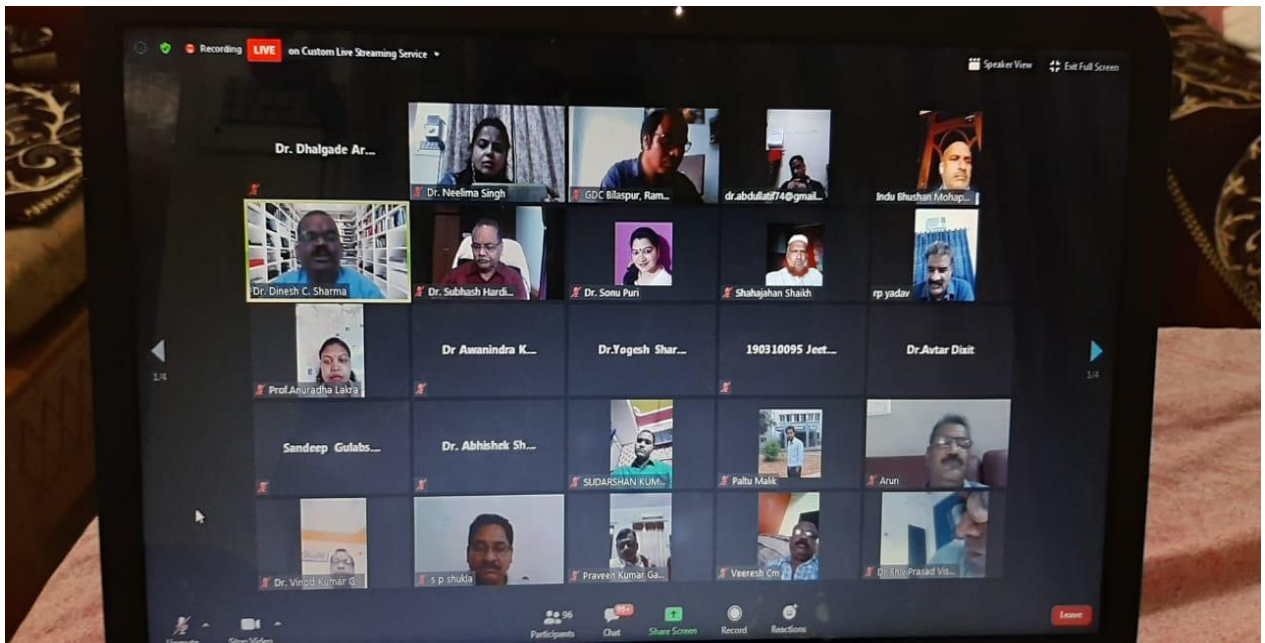 Recording LIVE on Custom Live Streaming Service
Speaker View Exit Full Screen
Dr. Dhalgade Ar...
Dr. Neelima Singh
GDC Bilaspur, Ram...
dr.abdullatif74@gmail...
Indu Bhushan Mohap...
Dr. Dinesh C. Sharma
Dr. Subhash Hardi...
Dr. Sonu Puri
Shahajahan Shaikh
rp yadav
1/4
Prof.Anuradha Lakra
Dr Awanindra K...
Dr.Yogesh Shar...
190310095 Jeet...
Dr.Avtar Dixit
1/4
Sandeep Gulabs...
Dr. Abhishek Sh...
SUDARSHAN KUM...
Paltu Malik
Arun
Dr. Vinod Kumar G
s p shukla
Praveen Kumar Ga...
Veeresh Cm
Dr Shiv Prasad Vis...
Unmute
Stop Video
96
Participants
99+
Chat
Share Screen
Record
Reactions
Leave